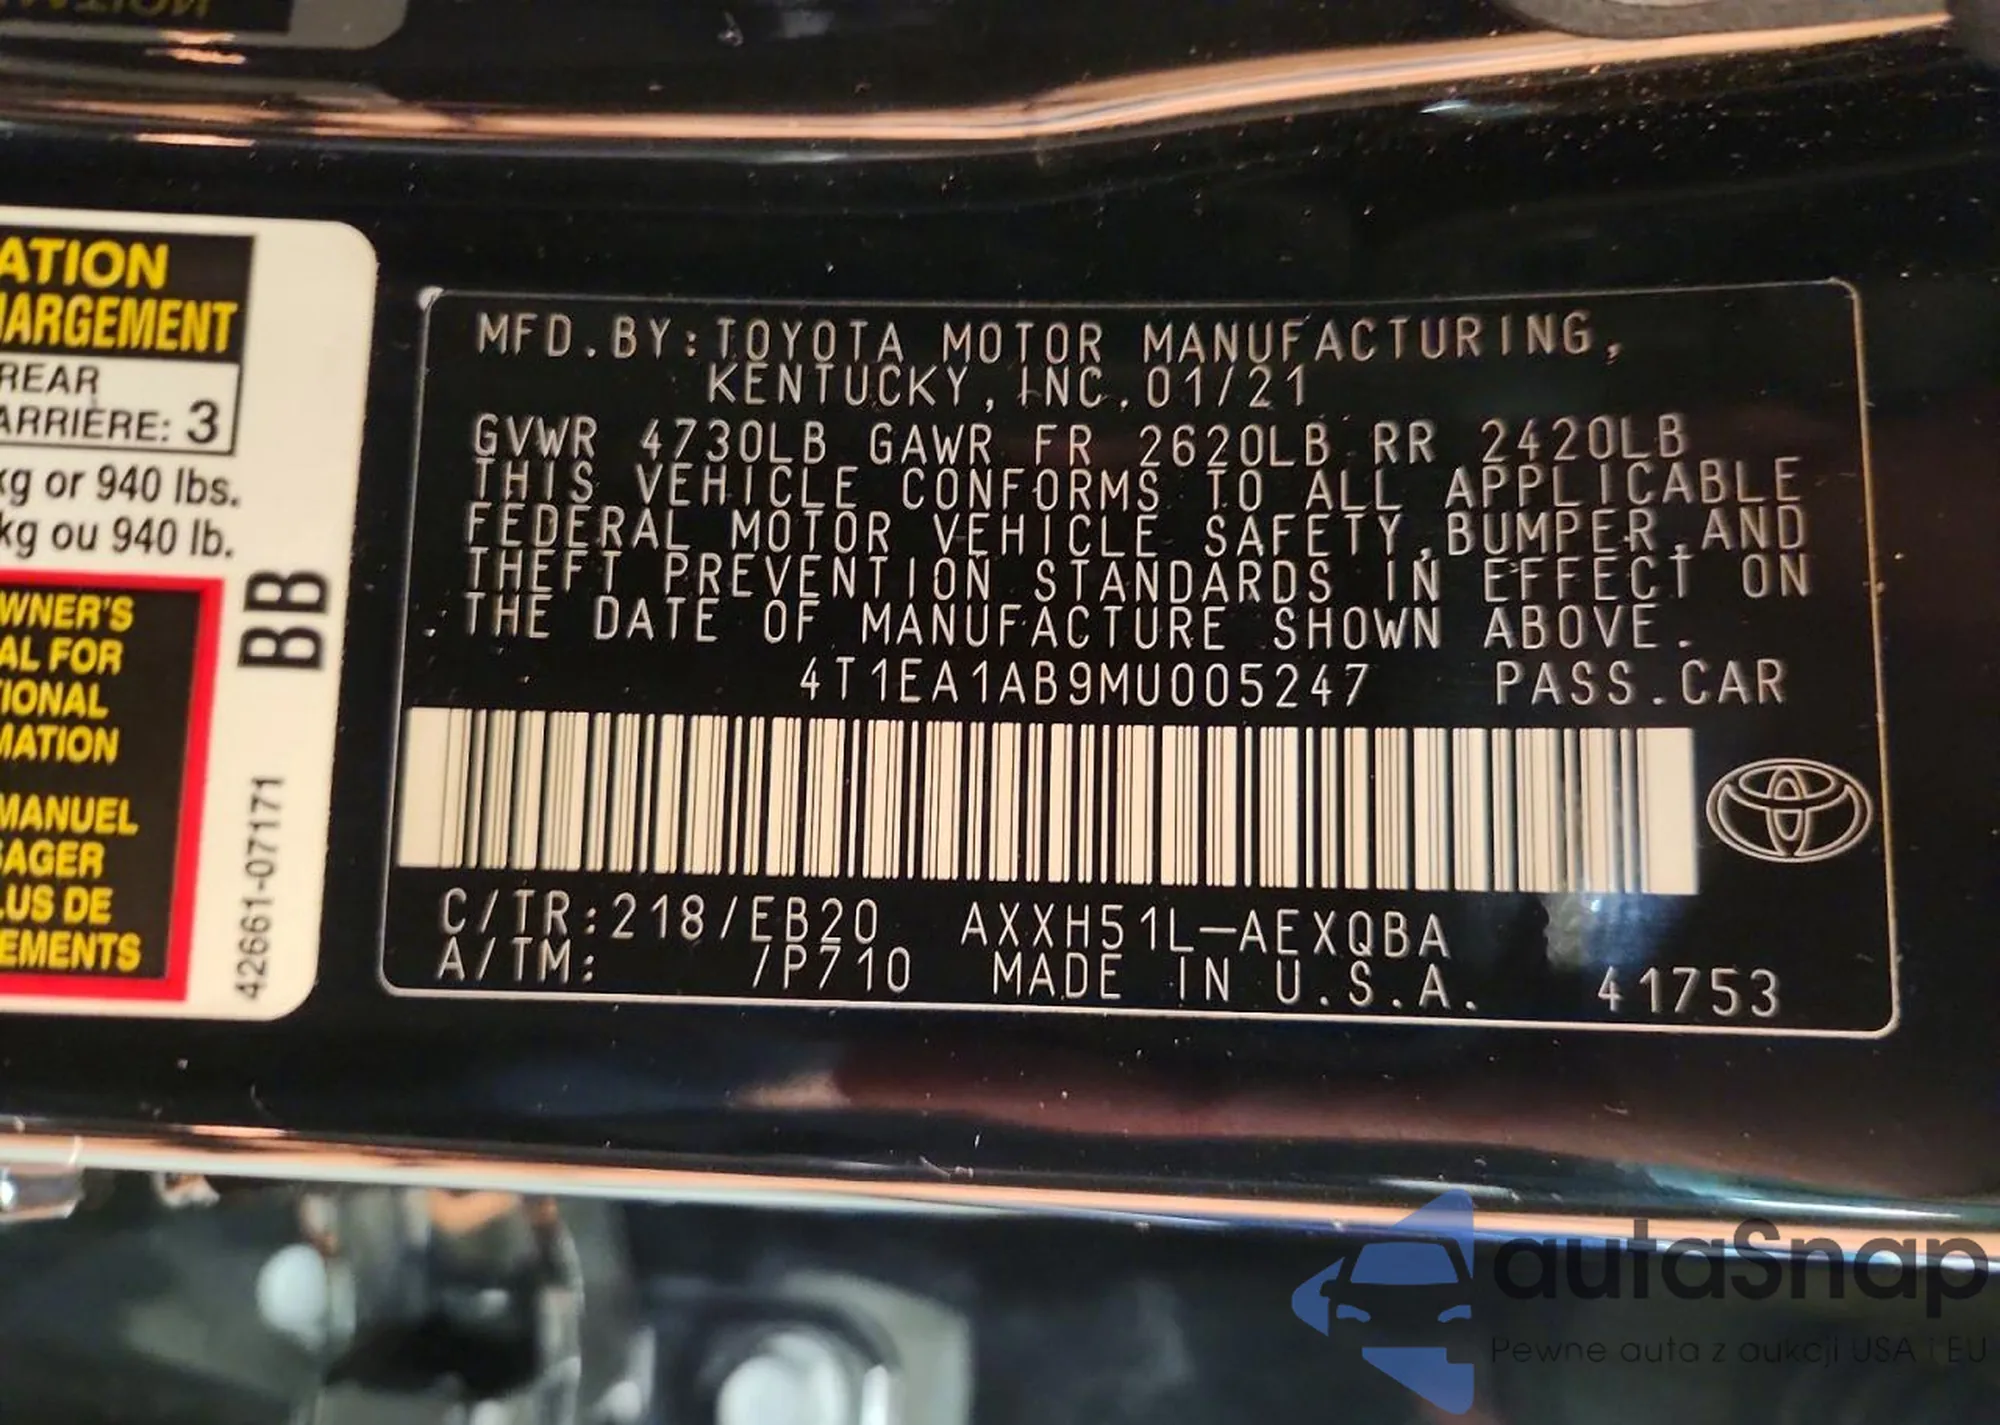 ATION
HARGEMENT
REAR
ARRIÈRE: 3
kg or 940 lbs.
kg ou 940 lb.
WNER'S
AL FOR
TIONAL
MATION
MANUEL
SAGER
LUS DE
EMENTS
BB
42661-07171
MFD.BY:TOYOTA MOTOR MANUFACTURING,
KENTUCKY, INC.01/21
GVWR 4730LB GAWR FR 2620LB RR 2420LB
THIS VEHICLE CONFORMS TO ALL APPLICABLE
FEDERAL MOTOR VEHICLE SAFETY,BUMPER,AND
THEFT PREVENTION STANDARDS IN EFFECT ON
THE DATE OF MANUFACTURE SHOWN ABOVE.
4T1EA1AB9MU005247 PASS.CAR
C/TR:218/EB20 AXXH51L-AEXQBA
A/TM: /P710 MADE IN U.S.A. 41753
autaSnap
Pewne auta z aukcji USA i EU